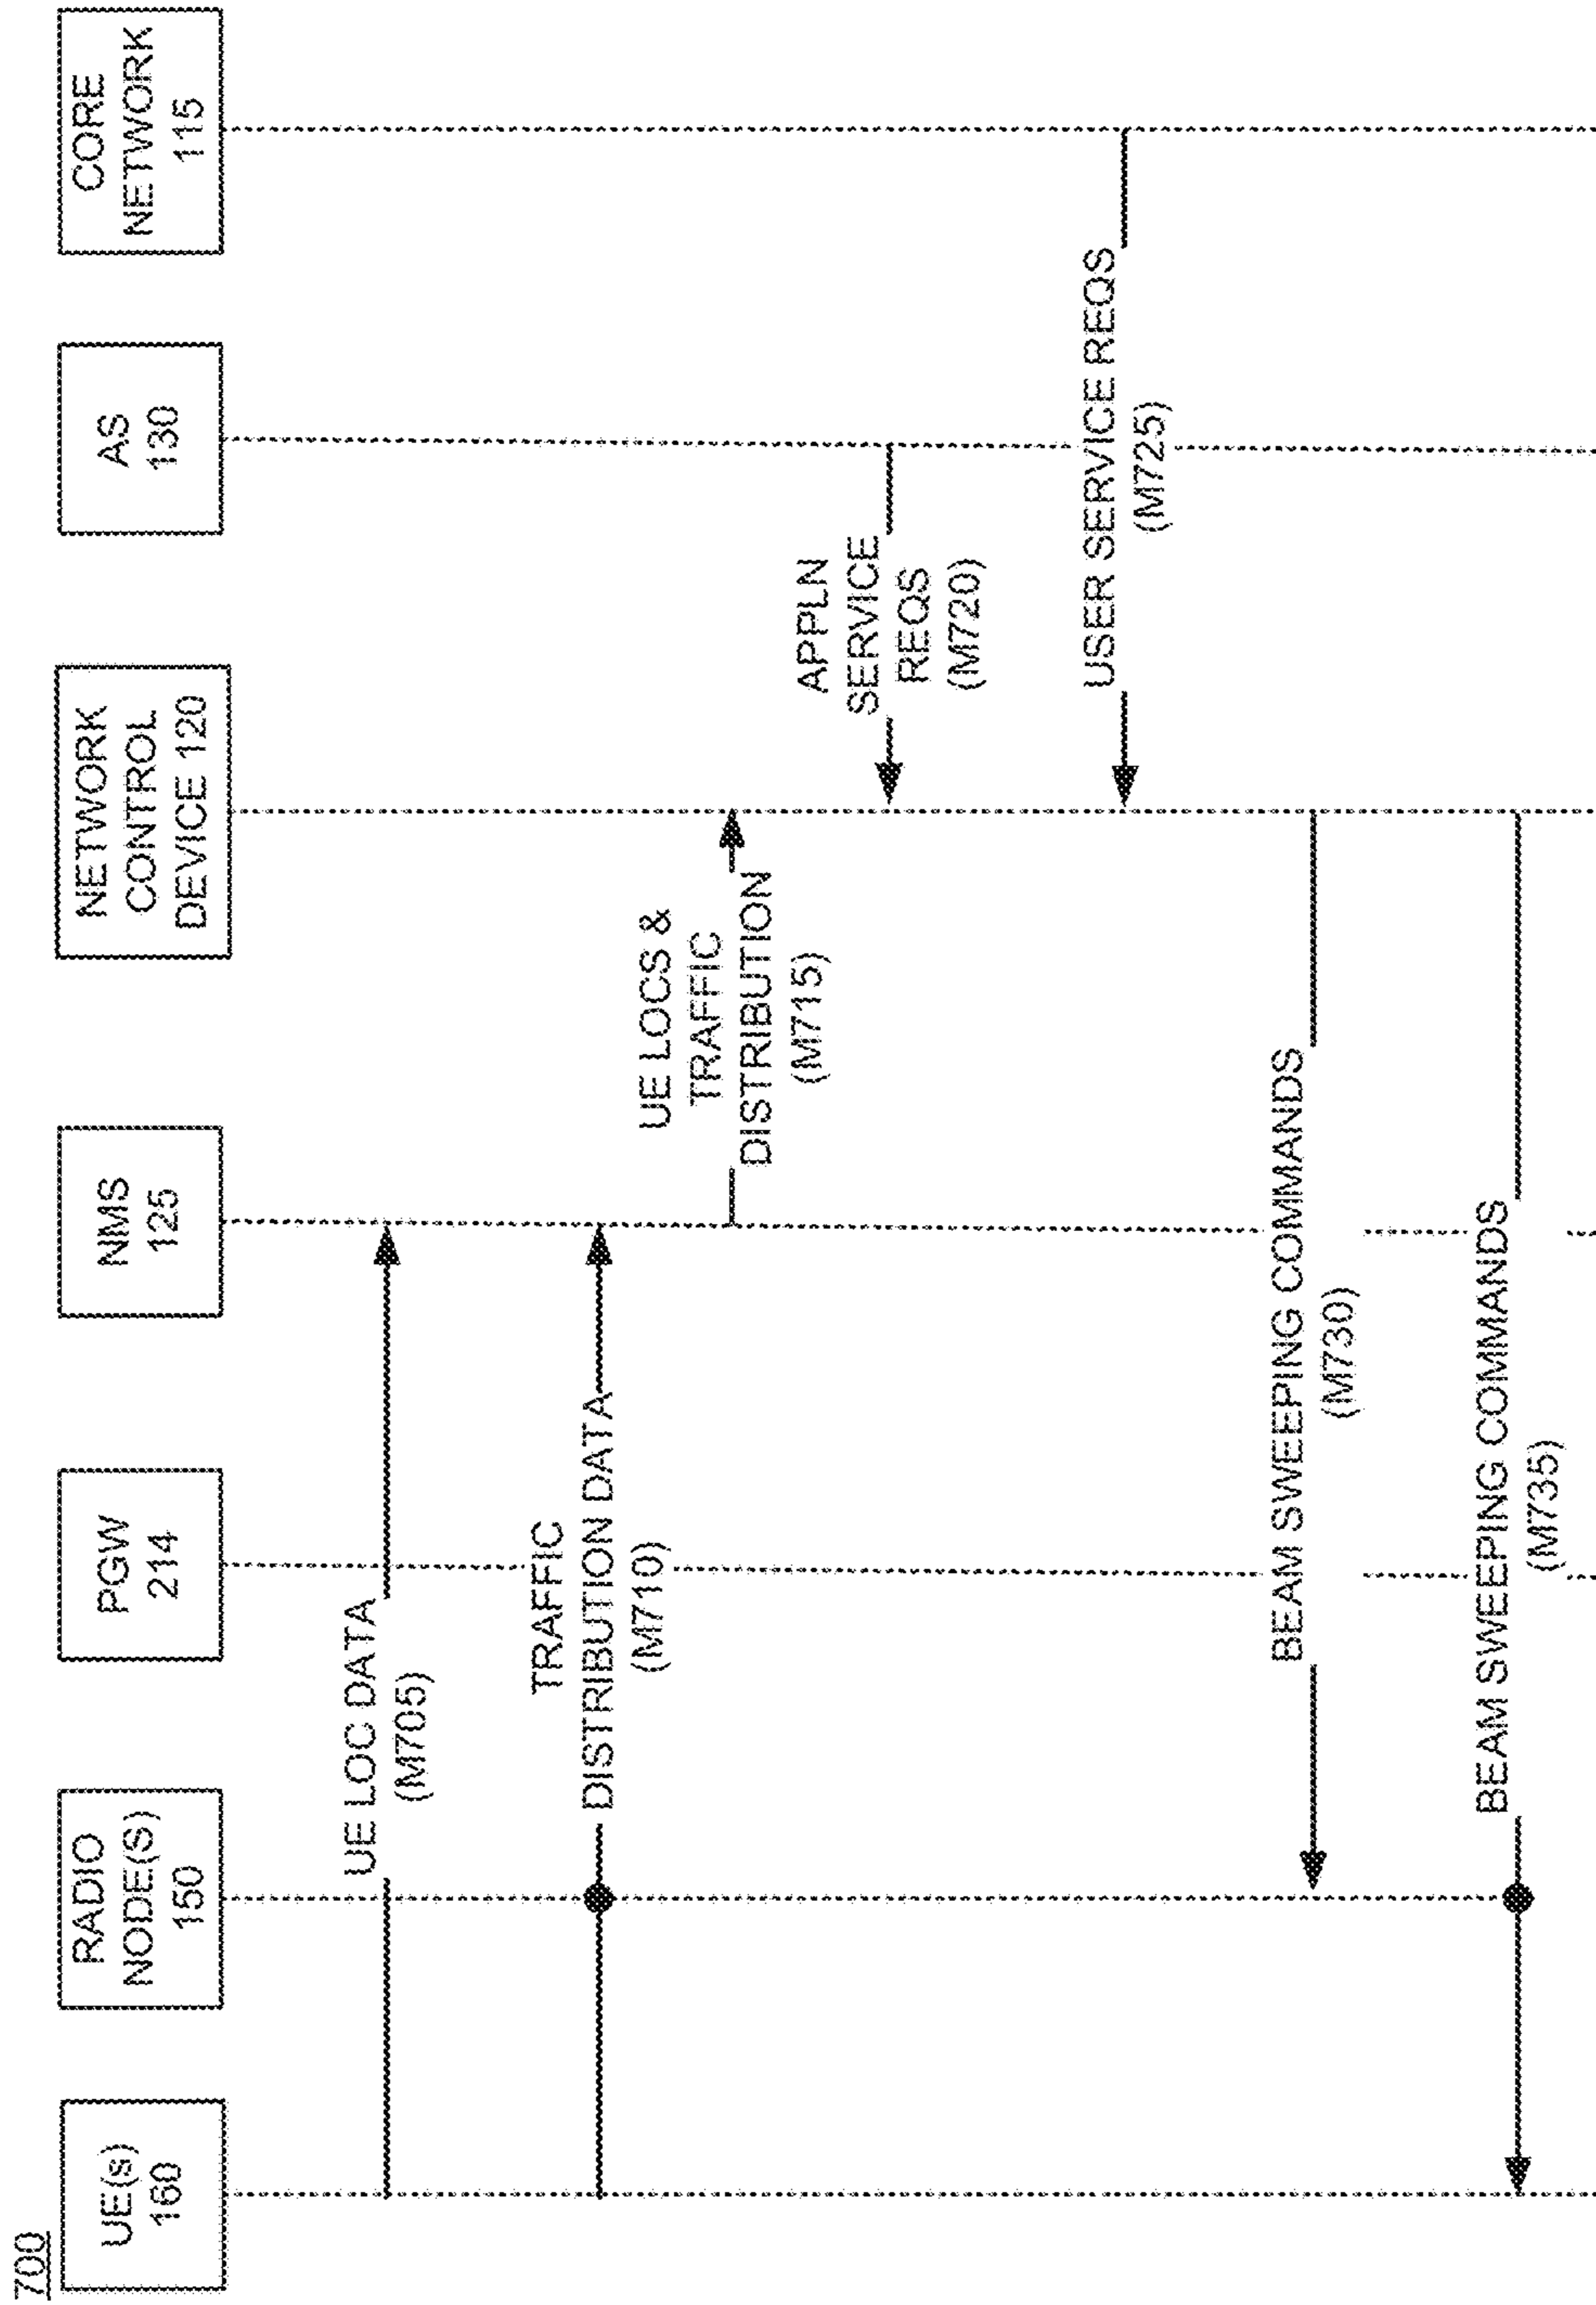 700
UE(s)
160
RADIO
NODE(S)
150
PGW
214
NMS
125
NETWORK
CONTROL
DEVICE 120
AS
130
CORE
NETWORK
115
UE LOC DATA
(M705)
TRAFFIC
DISTRIBUTION DATA
(M710)
UE LOCS &
TRAFFIC
DISTRIBUTION
(M715)
APPLN
SERVICE
REQS
(M720)
USER SERVICE REQS
(M725)
BEAM SWEEPING COMMANDS
(M730)
BEAM SWEEPING COMMANDS
(M735)